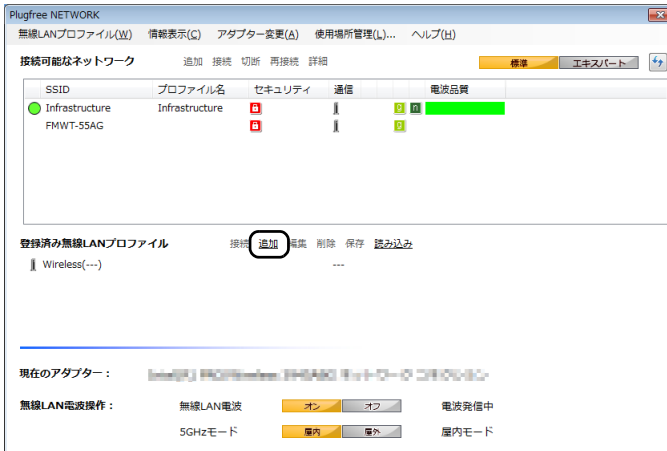 Plugfree NETWORK
無線LANプロファイル(W) 情報表示(C) アダプター変更(A) 使用場所管理(L)... ヘルプ(H)
接続可能なネットワーク 追加 接続 切断 再接続 詳細 標準 エキスパート
SSID プロファイル名 セキュリティ 通信 電波品質
Infrastructure Infrastructure g n
FMWT-55AG g
登録済み無線LANプロファイル 接続 追加 編集 削除 保存 読み込み
Wireless(---) ---
現在のアダプター：
無線LAN電波操作： 無線LAN電波 オン オフ 電波発信中
5GHzモード 屋内 屋外 屋内モード